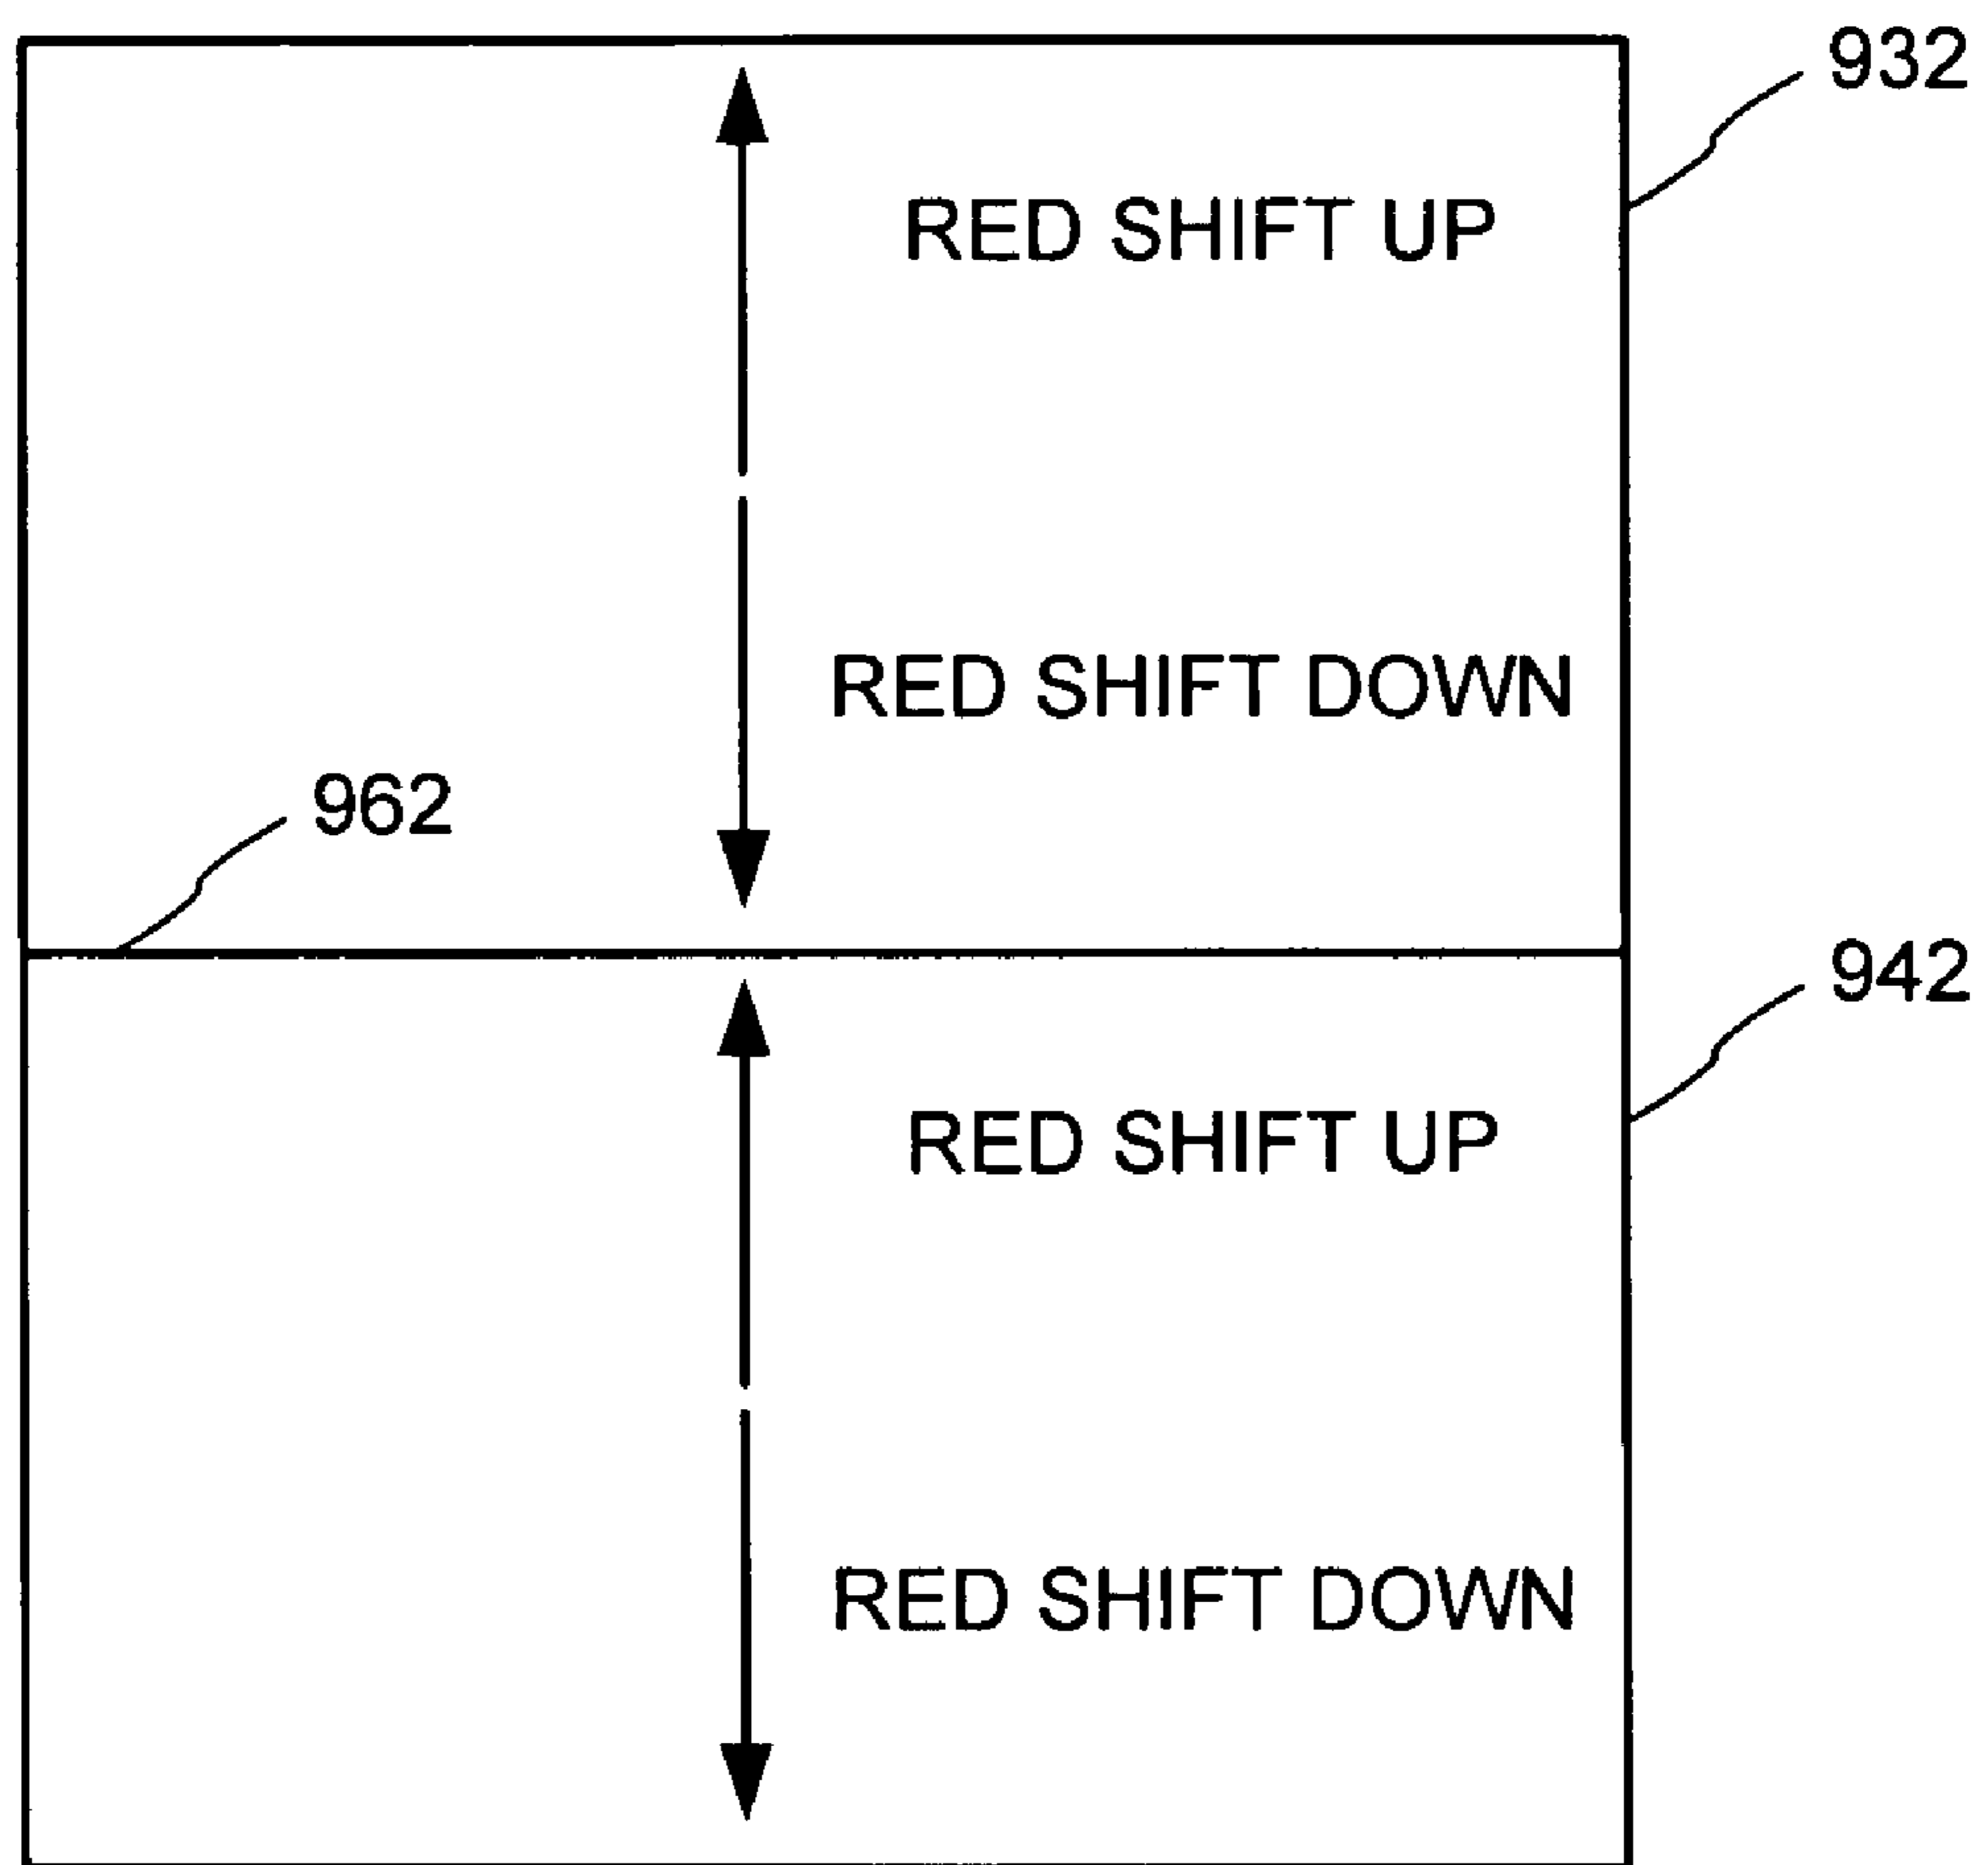 932
RED SHIFT UP
RED SHIFT DOWN
962
942
RED SHIFT UP
RED SHIFT DOWN